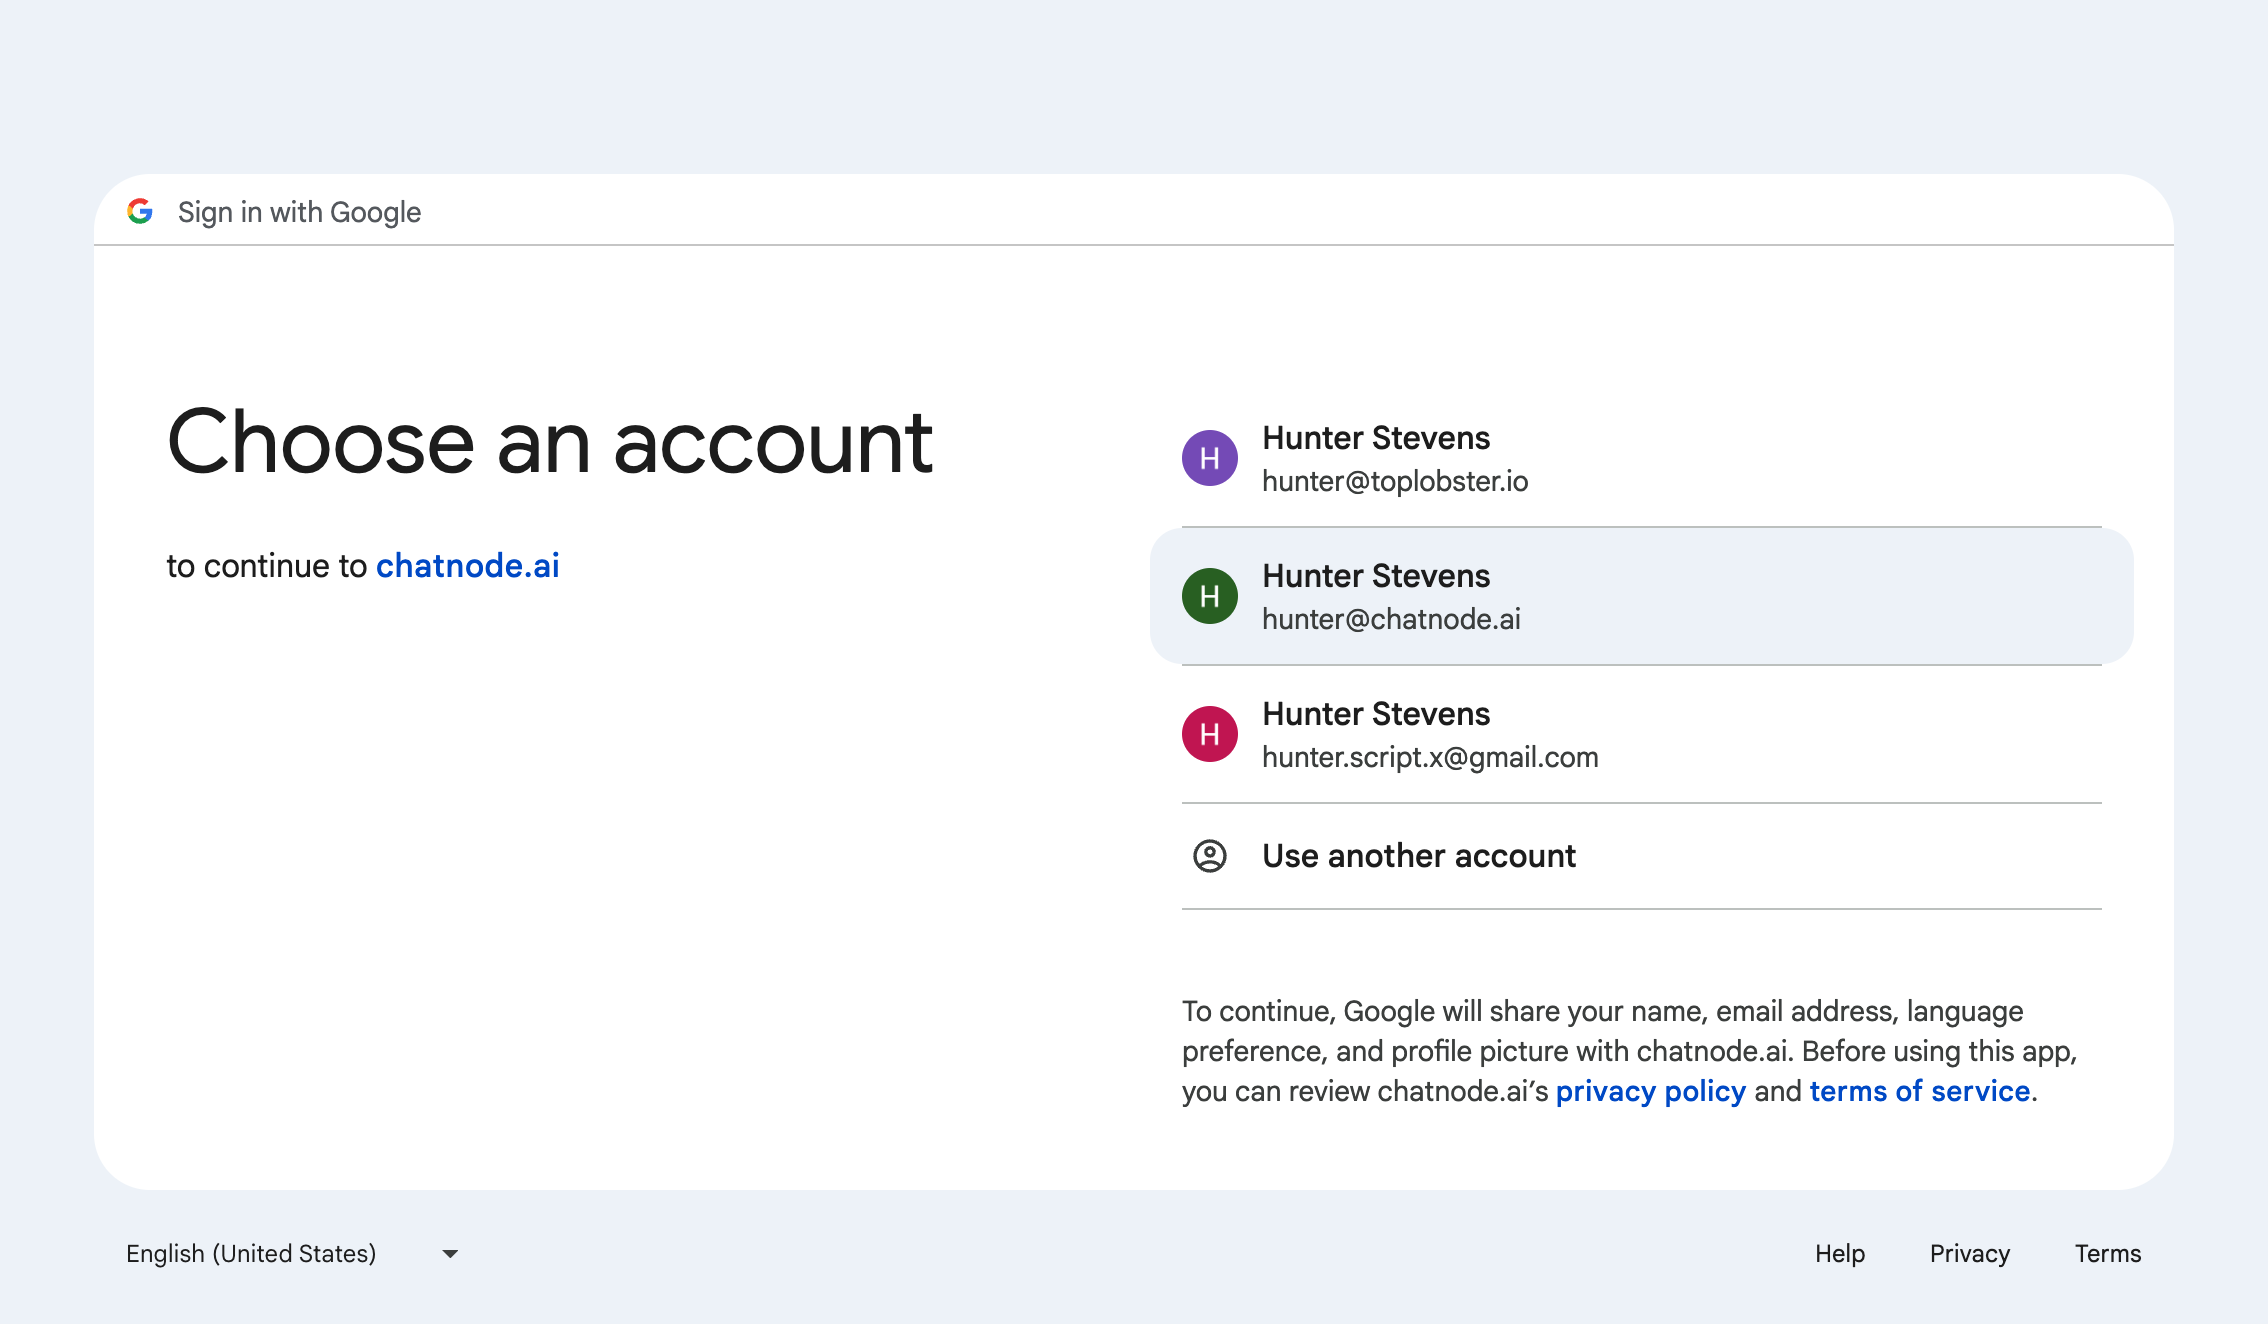 Sign in with Google
Choose an account
to continue to chatnode.ai
H
Hunter Stevens
hunter@toplobster.io
H
Hunter Stevens
hunter@chatnode.ai
H
Hunter Stevens
hunter.script.x@gmail.com
Use another account
To continue, Google will share your name, email address, language
preference, and profile picture with chatnode.ai. Before using this app,
you can review chatnode.ai’s privacy policy and terms of service.
English (United States)
Help
Privacy
Terms